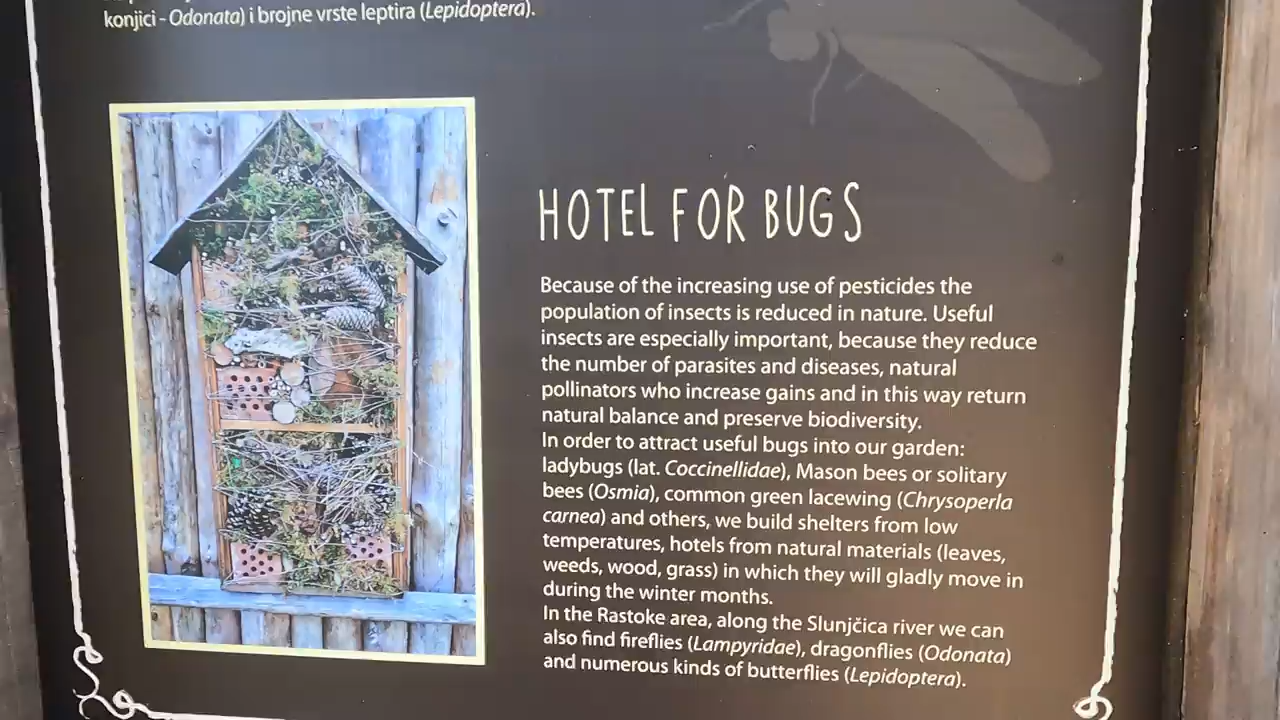 konjici - Odonata) i brojne vrste leptira (Lepidoptera).
HOTEL FOR BUGS
Because of the increasing use of pesticides the
population of insects is reduced in nature. Useful
insects are especially important, because they reduce
the number of parasites and diseases, natural
pollinators who increase gains and in this way return
natural balance and preserve biodiversity.
In order to attract useful bugs into our garden:
ladybugs (lat. Coccinellidae), Mason bees or solitary
bees (Osmia), common green lacewing (Chrysoperla
carnea) and others, we build shelters from low
temperatures, hotels from natural materials (leaves,
weeds, wood, grass) in which they will gladly move in
during the winter months.
In the Rastoke area, along the Slunjčica river we can
also find fireflies (Lampyridae), dragonflies (Odonata)
and numerous kinds of butterflies (Lepidoptera).